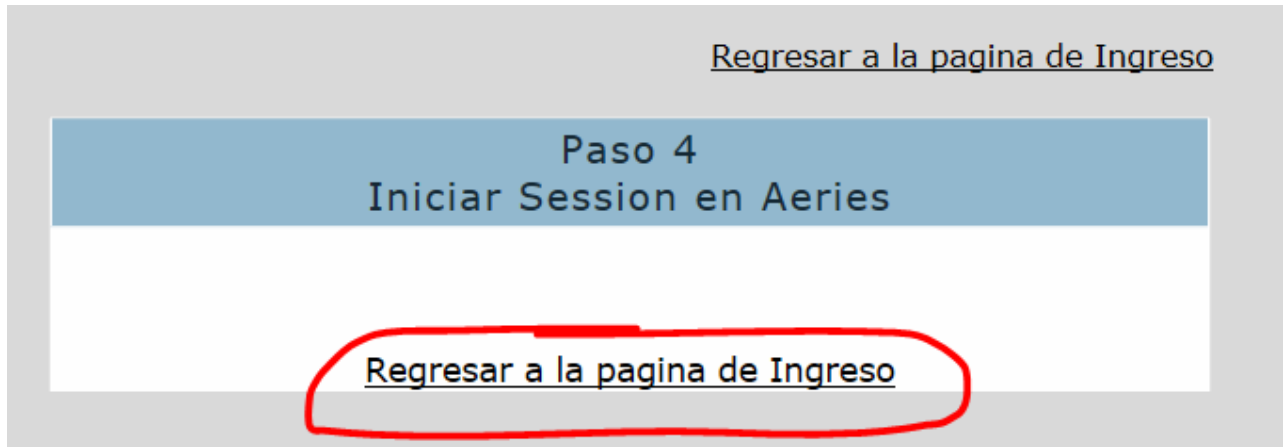 Regresar a la pagina de Ingreso
Paso 4
Iniciar Session en Aeries
Regresar a la pagina de Ingreso